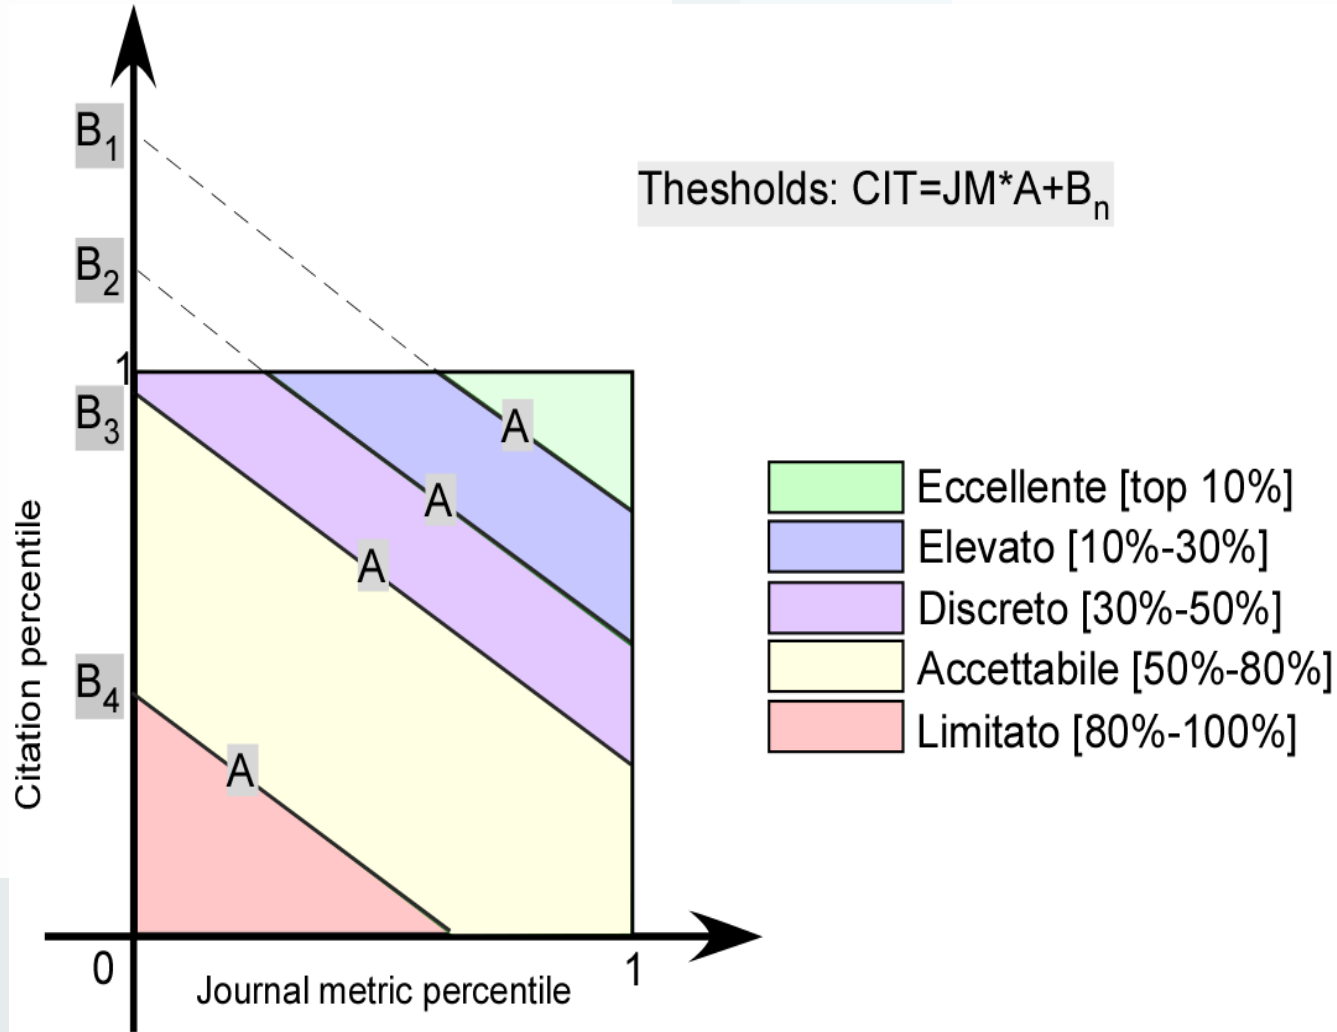 B1
B2
1
B3
B4
Thesholds: CIT=JM*A+Bn
A
A
A
A
Citation percentile
Eccellente [top 10%]
Elevato [10%-30%]
Discreto [30%-50%]
Accettabile [50%-80%]
Limitato [80%-100%]
0
Journal metric percentile
1